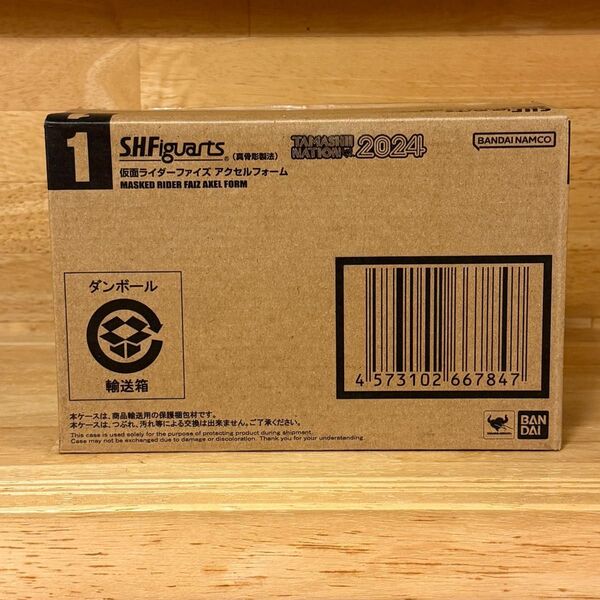 1
S.H.Figuarts® (真骨彫製法)
TAMASHII NATION 2024
BANDAI NAMCO
仮面ライダーファイズ アクセルフォーム
MASKED RIDER FAIZ AXEL FORM
ダンボール
輸送箱
4 573102 667847
本ケースは、商品輸送用の保護梱包材です。
本ケースは、つぶれ、汚れ等による交換は出来ません。ご了承ください。
This case is used solely for the purpose of protecting product during shipment.
Case may not be exchanged due to damage or discoloration. Thank you for your understanding
BAN
DAI